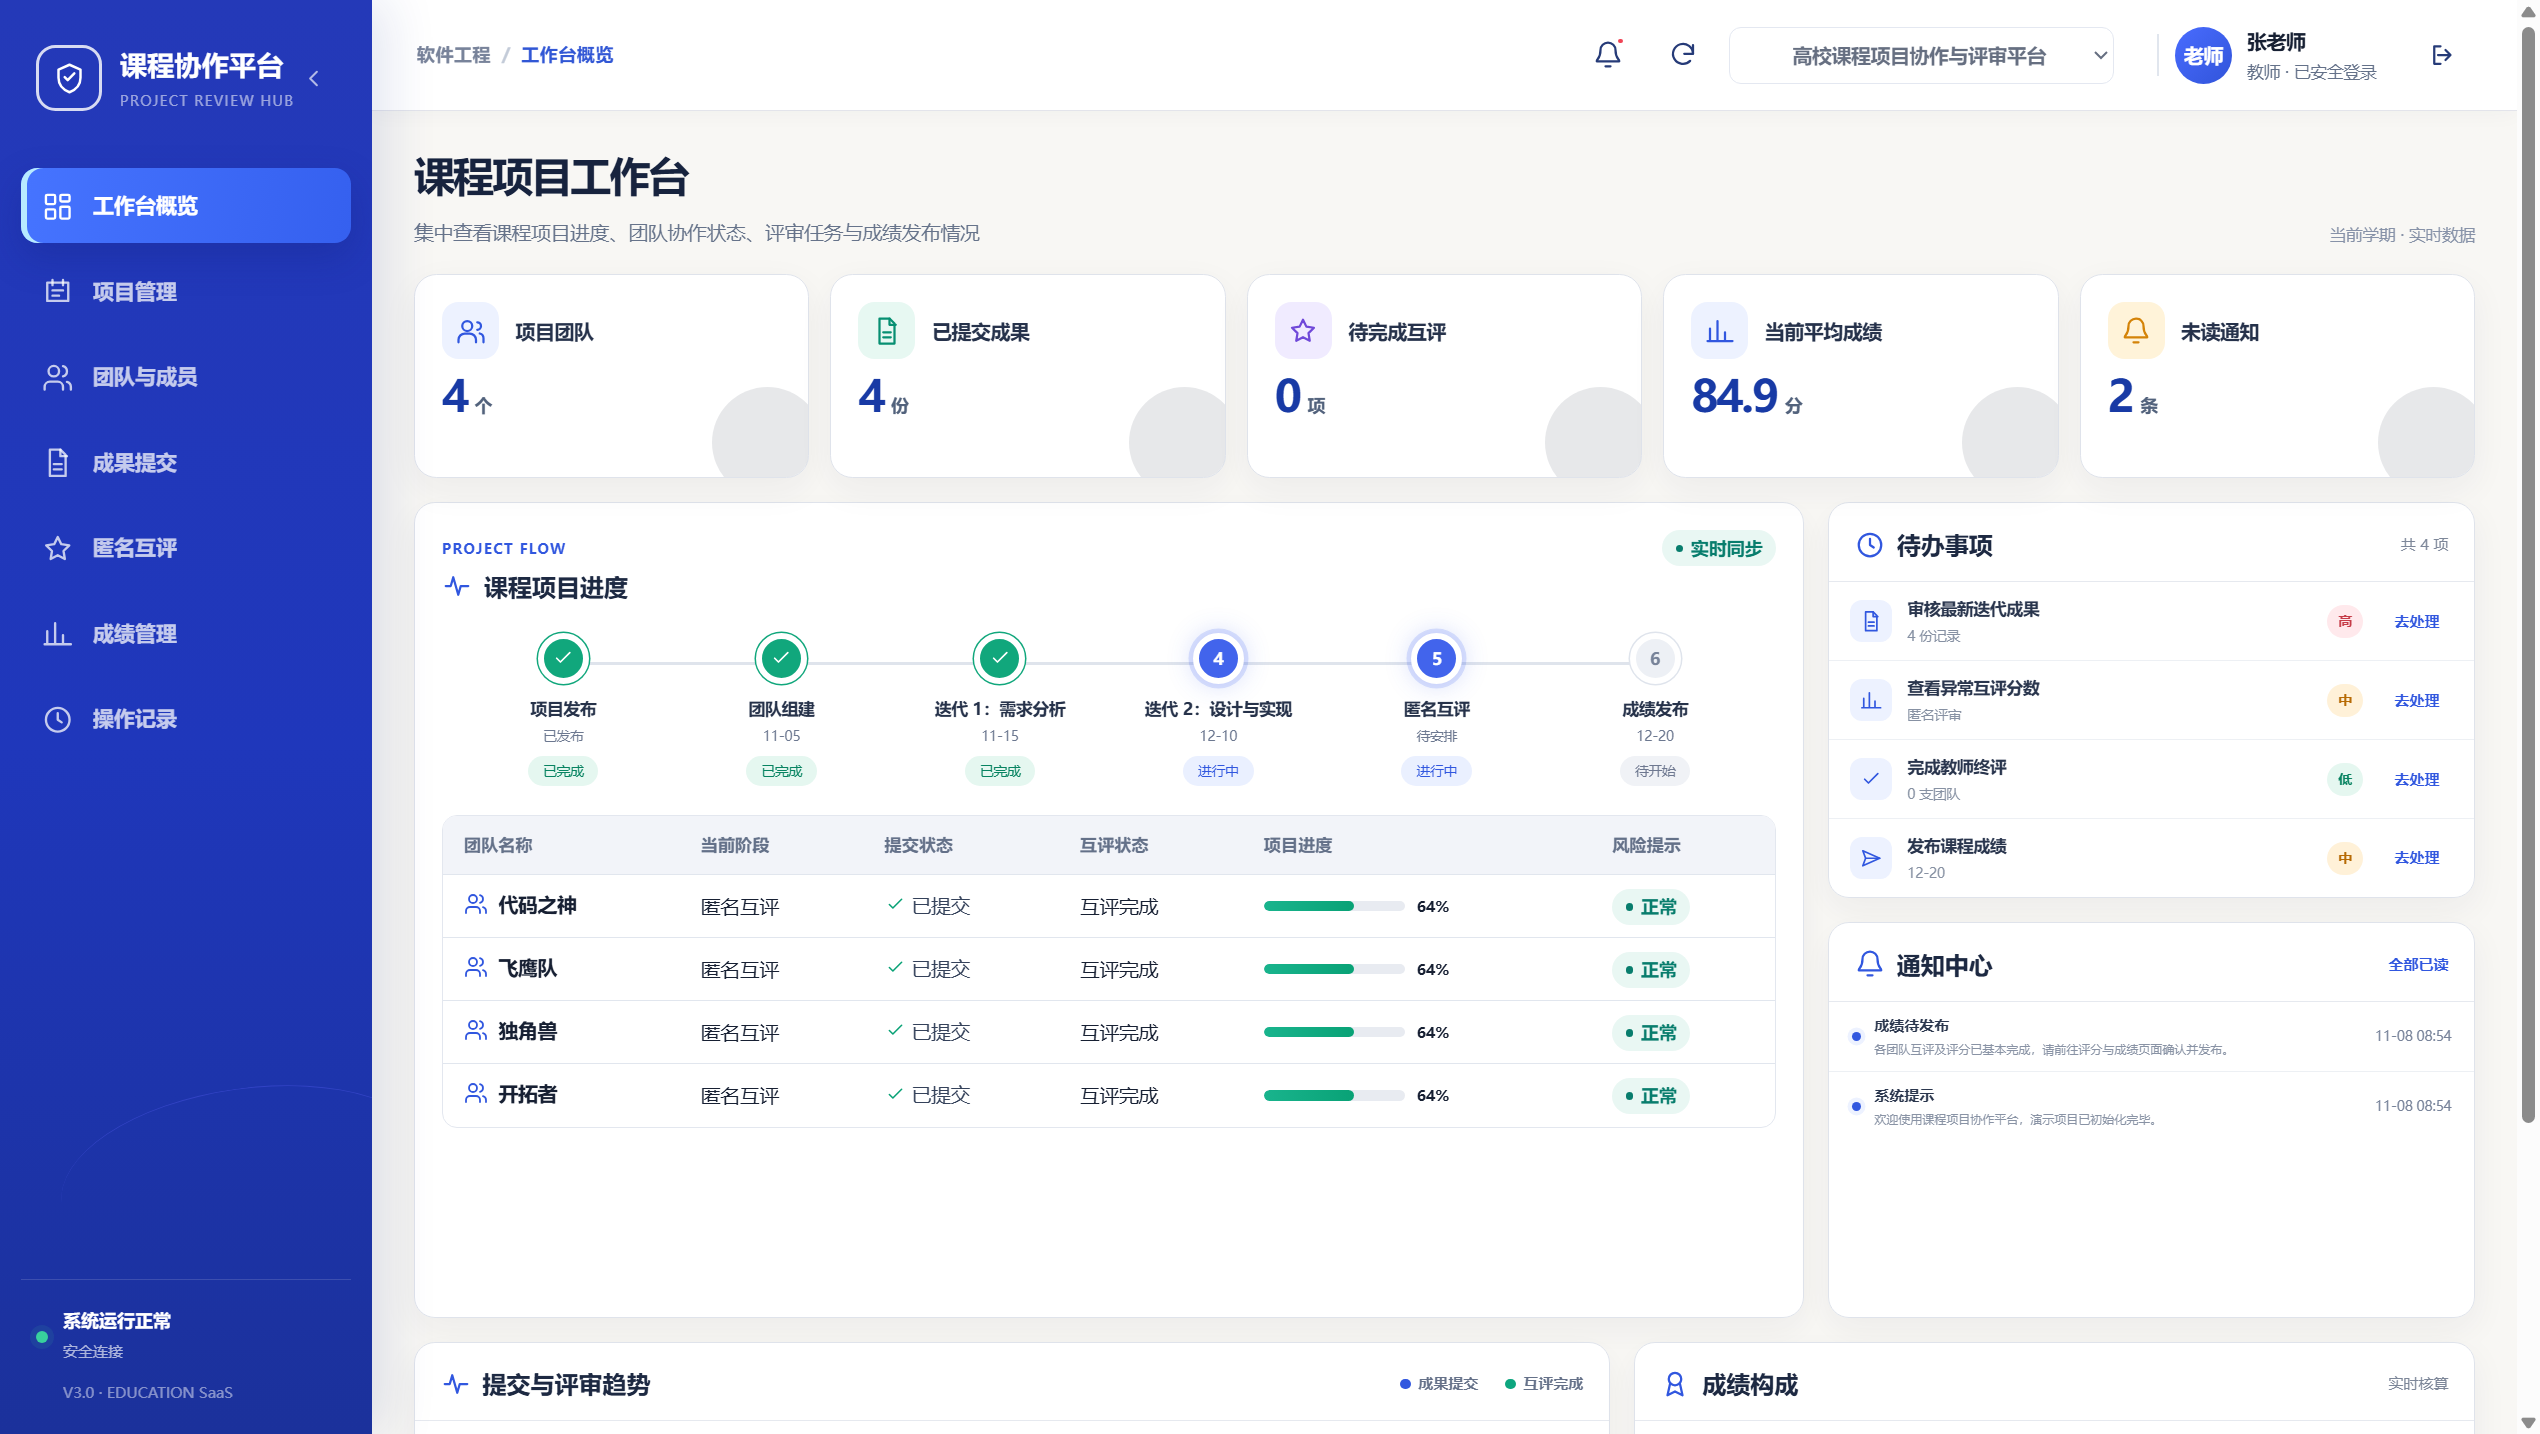 课程协作平台
PROJECT REVIEW HUB
工作台概览
项目管理
团队与成员
成果提交
匿名互评
成绩管理
操作记录
系统运行正常
安全连接
V3.0 · EDUCATION SaaS
软件工程 / 工作台概览
高校课程项目协作与评审平台
老师
张老师
教师 · 已安全登录
课程项目工作台
集中查看课程项目进度、团队协作状态、评审任务与成绩发布情况
当前学期 · 实时数据
项目团队
4 个
已提交成果
4 份
待完成互评
0 项
当前平均成绩
84.9 分
未读通知
2 条
PROJECT FLOW
课程项目进度
实时同步
4
5
6
项目发布
已发布
已完成
团队组建
11-05
已完成
迭代 1：需求分析
11-15
已完成
迭代 2：设计与实现
12-10
进行中
匿名互评
待安排
进行中
成绩发布
12-20
待开始
团队名称 当前阶段 提交状态 互评状态 项目进度 风险提示
代码之神 匿名互评 已提交 互评完成 64% 正常
飞鹰队 匿名互评 已提交 互评完成 64% 正常
独角兽 匿名互评 已提交 互评完成 64% 正常
开拓者 匿名互评 已提交 互评完成 64% 正常
待办事项
共 4 项
审核最新迭代成果
4 份记录
高 去处理
查看异常互评分数
匿名评审
中 去处理
完成教师终评
0 支团队
低 去处理
发布课程成绩
12-20
中 去处理
通知中心
全部已读
成绩待发布
各团队互评及评分已基本完成，请前往评分与成绩页面确认并发布。
11-08 08:54
系统提示
欢迎使用课程项目协作平台，演示项目已初始化完毕。
11-08 08:54
提交与评审趋势
成果提交 互评完成
成绩构成
实时核算